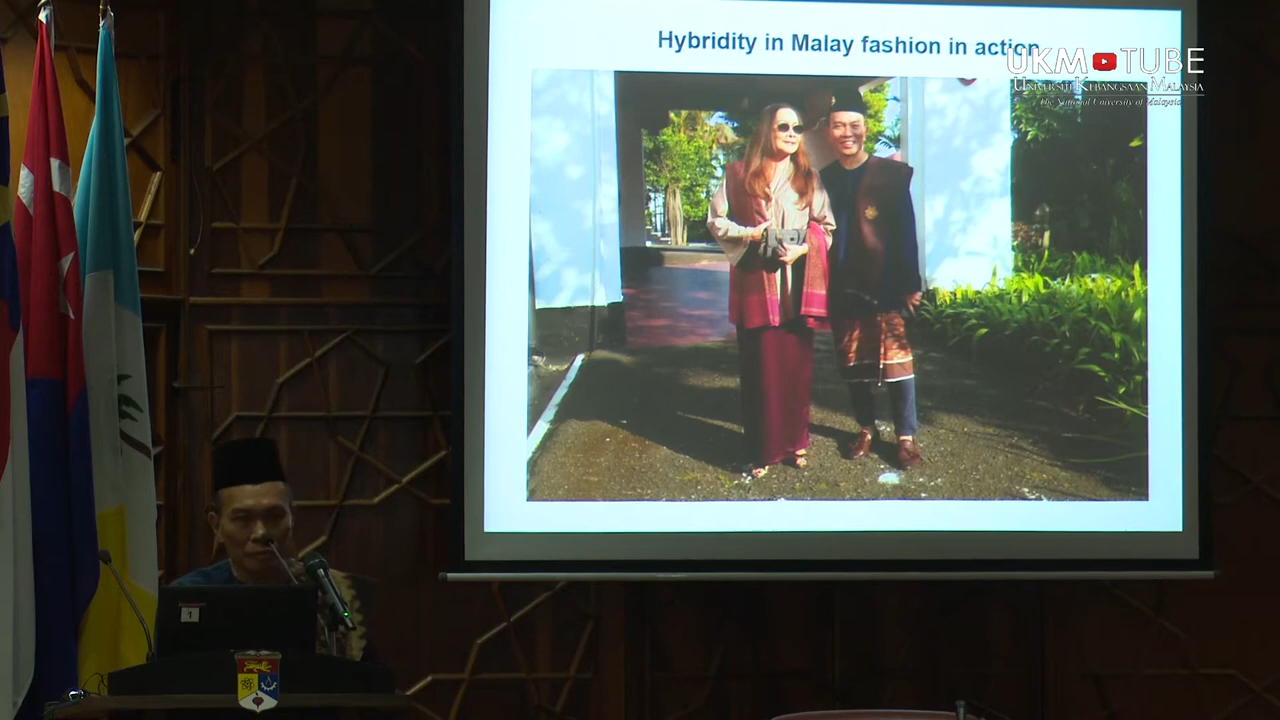 Hybridity in Malay fashion in action
UKM TUBE
UNIVERSITI KEBANGSAAN MALAYSIA
The National University of Malaysia
1